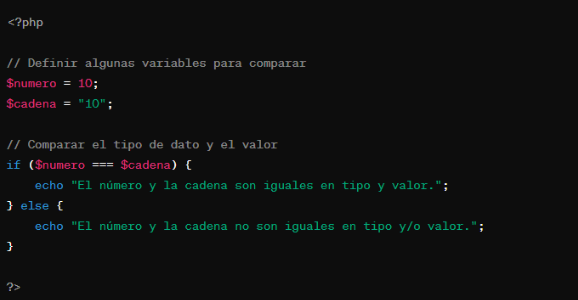 <?php
// Definir algunas variables para comparar
$numero = 10;
$cadena = "10";
// Comparar el tipo de dato y el valor
if ($numero === $cadena) {
    echo "El número y la cadena son iguales en tipo y valor.";
} else {
    echo "El número y la cadena no son iguales en tipo y/o valor.";
}
?>